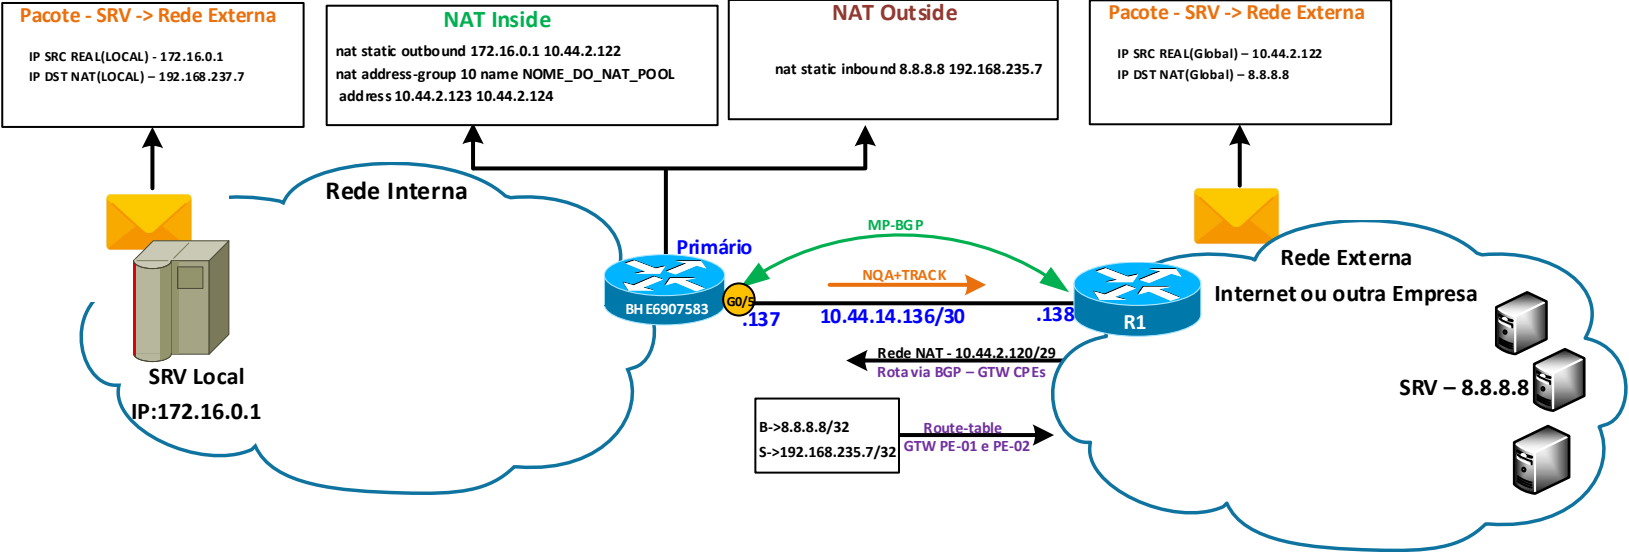 Pacote - SRV -> Rede Externa
IP SRC REAL(LOCAL) - 172.16.0.1
IP DST NAT(LOCAL) – 192.168.237.7
NAT Inside
nat static outbound 172.16.0.1 10.44.2.122
nat address-group 10 name NOME_DO_NAT_POOL
address 10.44.2.123 10.44.2.124
NAT Outside
nat static inbound 8.8.8.8 192.168.235.7
Pacote - SRV -> Rede Externa
IP SRC REAL(Global) – 10.44.2.122
IP DST NAT(Global) – 8.8.8.8
Rede Interna
SRV Local
IP:172.16.0.1
Primário
BHE6907583
G0/5
.137
MP-BGP
NQA+TRACK
10.44.14.136/30
.138
R1
Rede NAT - 10.44.2.120/29
Rota via BGP – GTW CPEs
B->8.8.8.8/32
S->192.168.235.7/32
Route-table
GTW PE-01 e PE-02
Rede Externa
Internet ou outra Empresa
SRV – 8.8.8.8